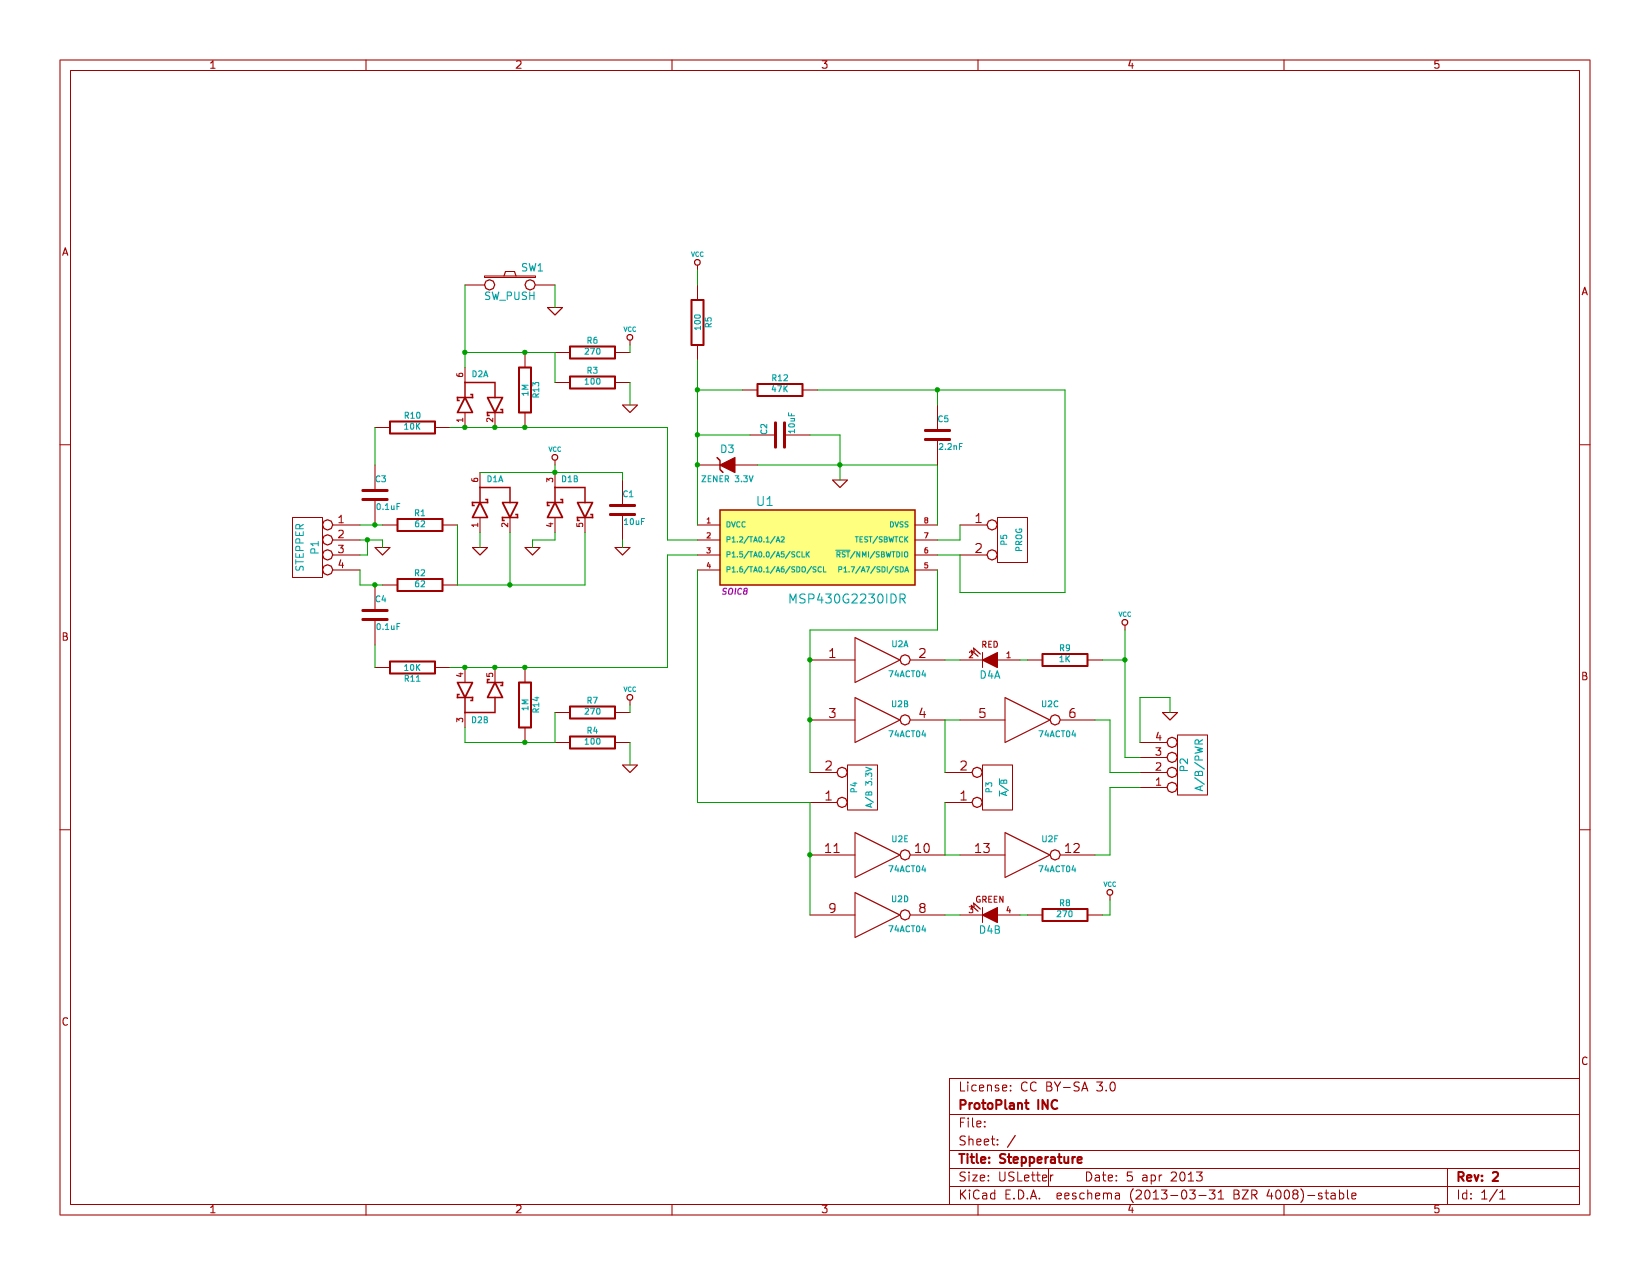 1 2 3 4 5
A
A
B
B
C
C
1 2 3 4 5
SW1
SW_PUSH
VCC
R6
270
R3
100
D2A
6
1
2
1M
R13
R10
10K
C3
0.1uF
VCC
D1A
6
1
2
D1B
3
4
5
C1
10uF
STEPPER
P1
1
2
3
4
R1
62
R2
62
C4
0.1uF
10K
R11
4
5
3
D2B
1M
R14
VCC
R7
270
R4
100
VCC
100
R5
R12
47K
C2
10uF
C5
2.2nF
D3
ZENER 3.3V
U1
1 DVCC
2 P1.2/TA0.1/A2
3 P1.5/TA0.0/A5/SCLK
4 P1.6/TA0.1/A6/SDO/SCL
DVSS 8
TEST/SBWTCK 7
RST/NMI/SBWTDIO 6
P1.7/A7/SDI/SDA 5
SOIC8
MSP430G2230IDR
1
2
P5
PROG
U2A
1 2
74ACT04
RED
2 1
D4A
R9
1K
VCC
U2B
3 4
74ACT04
U2C
5 6
74ACT04
2
1
P4
A/B 3.3V
2
1
P3
A/B
4
3
2
1
P2
A/B/PWR
U2E
11 10
74ACT04
U2F
13 12
74ACT04
U2D
9 8
74ACT04
GREEN
3 4
D4B
R8
270
VCC
License: CC BY-SA 3.0
ProtoPlant INC
File:
Sheet: /
Title: Stepperature
Size: USLetter Date: 5 apr 2013 Rev: 2
KiCad E.D.A. eeschema (2013-03-31 BZR 4008)-stable Id: 1/1